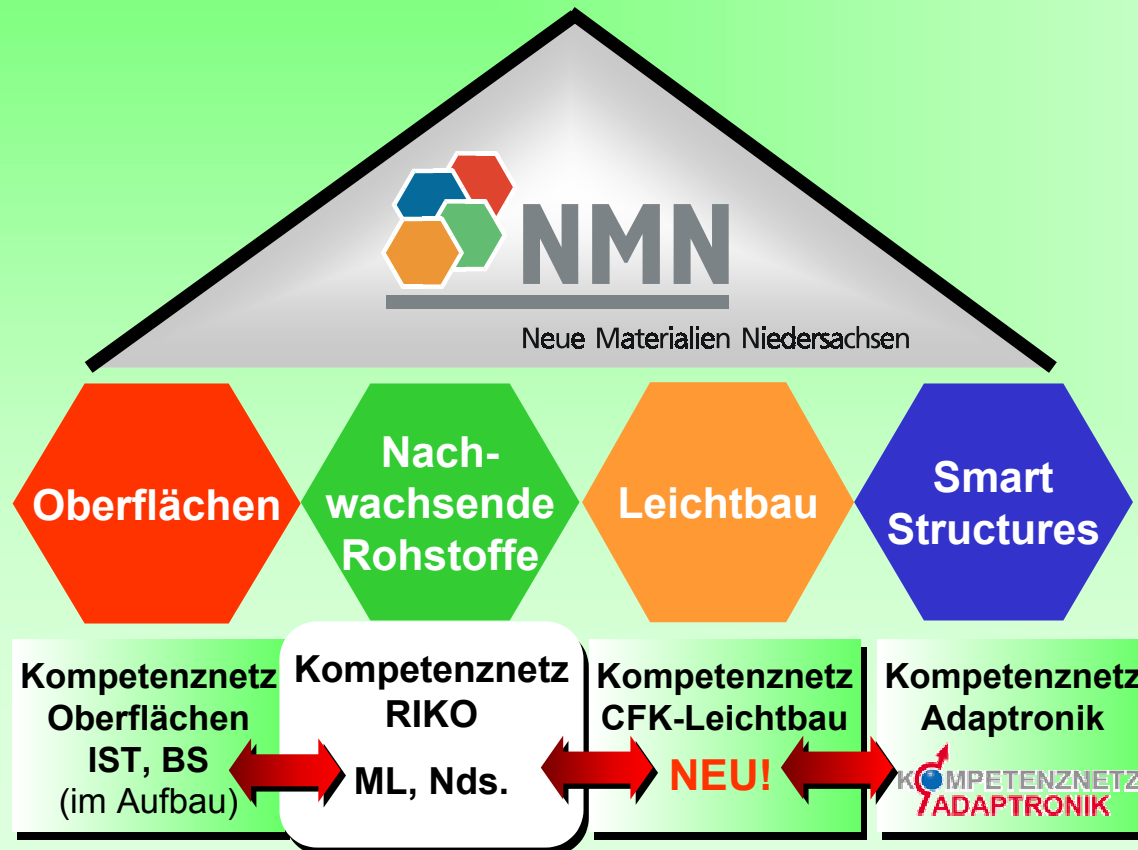 NMN
Neue Materialien Niedersachsen
Oberflächen
Nach-
wachsende
Rohstoffe
Leichtbau
Smart
Structures
Kompetenznetz
Oberflächen
IST, BS
(im Aufbau)
Kompetenznetz
RIKO
ML, Nds.
Kompetenznetz
CFK-Leichtbau
NEU!
Kompetenznetz
Adaptronik
KOMPETENZNETZ
ADAPTRONIK